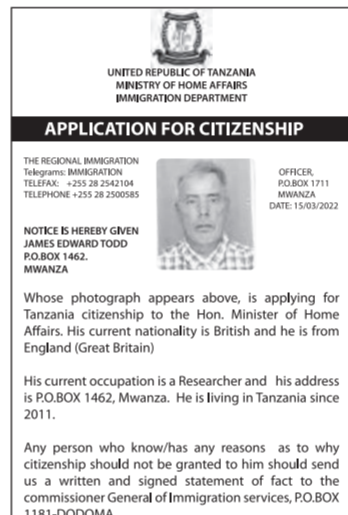 UNITED REPUBLIC OF TANZANIA
MINISTRY OF HOME AFFAIRS
IMMIGRATION DEPARTMENT
APPLICATION FOR CITIZENSHIP
THE REGIONAL IMMIGRATION
Telegrams: IMMIGRATION
TELEFAX: +255 28 2542104
TELEPHONE +255 28 2500585
OFFICER,
P.O.BOX 1711
MWANZA
DATE: 15/03/2022
NOTICE IS HEREBY GIVEN
JAMES EDWARD TODD
P.O.BOX 1462.
MWANZA
Whose photograph appears above, is applying for
Tanzania citizenship to the Hon. Minister of Home
Affairs. His current nationality is British and he is from
England (Great Britain)
His current occupation is a Researcher and his address
is P.O.BOX 1462, Mwanza. He is living in Tanzania since
2011.
Any person who know/has any reasons as to why
citizenship should not be granted to him should send
us a written and signed statement of fact to the
commissioner General of Immigration services, P.O.BOX
1181-DODOMA